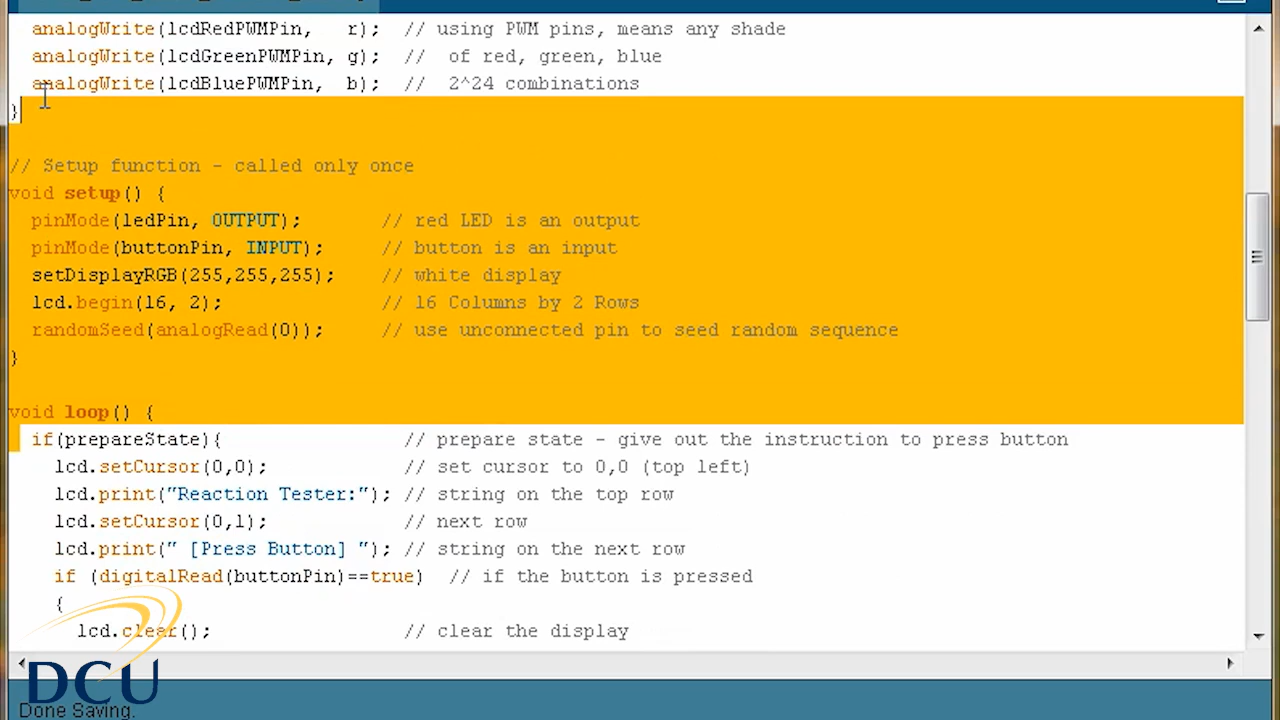 analogWrite(lcdRedPWMPin,   r);  // using PWM pins, means any shade
analogWrite(lcdGreenPWMPin, g);  //  of red, green, blue
analogWrite(lcdBluePWMPin,  b);  //  2^24 combinations
}
// Setup function - called only once
void setup() {
pinMode(ledPin, OUTPUT);       // red LED is an output
pinMode(buttonPin, INPUT);     // button is an input
setDisplayRGB(255,255,255);    // white display
lcd.begin(16, 2);              // 16 Columns by 2 Rows
randomSeed(analogRead(0));     // use unconnected pin to seed random sequence
}
void loop() {
if(prepareState){                // prepare state - give out the instruction to press button
lcd.setCursor(0,0);            // set cursor to 0,0 (top left)
lcd.print("Reaction Tester:"); // string on the top row
lcd.setCursor(0,1);            // next row
lcd.print(" [Press Button] "); // string on the next row
if (digitalRead(buttonPin)==true)  // if the button is pressed
{
lcd.clear();                 // clear the display
DCU
Done Saving.